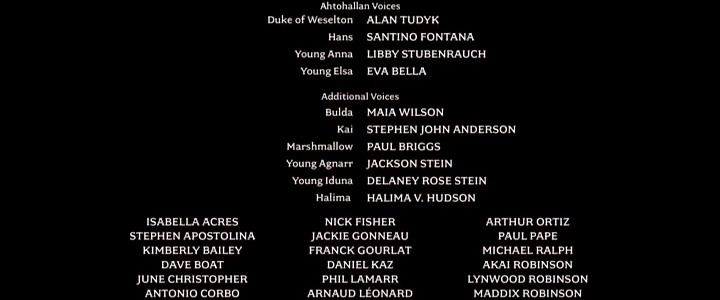 Ahtohallan Voices
Duke of Weselton ALAN TUDYK
Hans SANTINO FONTANA
Young Anna LIBBY STUBENRAUCH
Young Elsa EVA BELLA
Additional Voices
Bulda MAIA WILSON
Kai STEPHEN JOHN ANDERSON
Marshmallow PAUL BRIGGS
Young Agnarr JACKSON STEIN
Young Iduna DELANEY ROSE STEIN
Halima HALIMA V. HUDSON
ISABELLA ACRES NICK FISHER ARTHUR ORTIZ
STEPHEN APOSTOLINA JACKIE GONNEAU PAUL PAPE
KIMBERLY BAILEY FRANCK GOURLAT MICHAEL RALPH
DAVE BOAT DANIEL KAZ AKAI ROBINSON
JUNE CHRISTOPHER PHIL LAMARR LYNWOOD ROBINSON
ANTONIO CORBO ARNAUD LÉONARD MADDIX ROBINSON